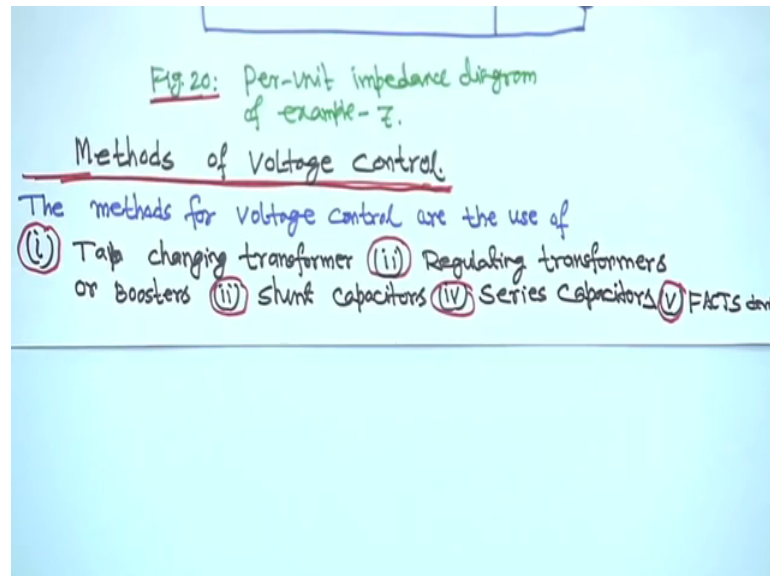 Fig. 20: Per-unit impedance diagram
of example-7.
Methods of Voltage Control.
The methods for voltage control are the use of
(i) Tap changing transformer (ii) Regulating transformers
or Boosters (ii) Shunt capacitors (iv) Series capacitors (v) FACTS